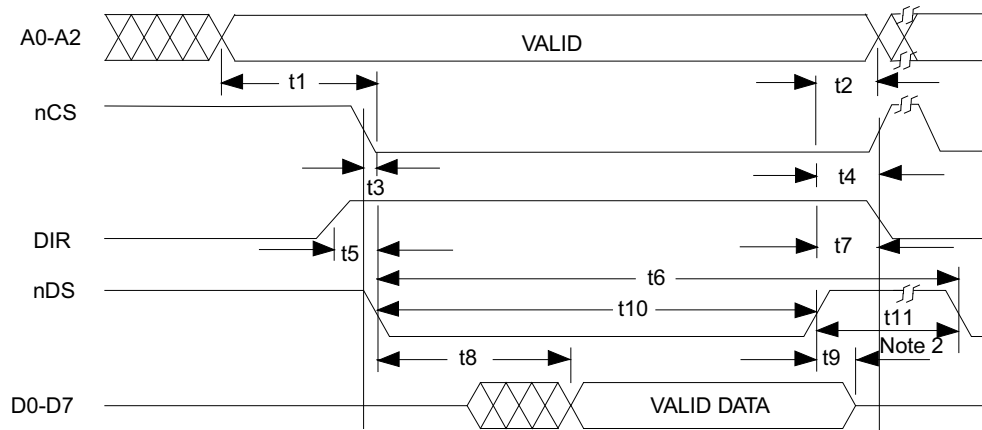 A0-A2
VALID
t1
t2
nCS
t3
t4
DIR
t5
t7
t6
nDS
t10
t11
t8
t9
Note 2
D0-D7
VALID DATA